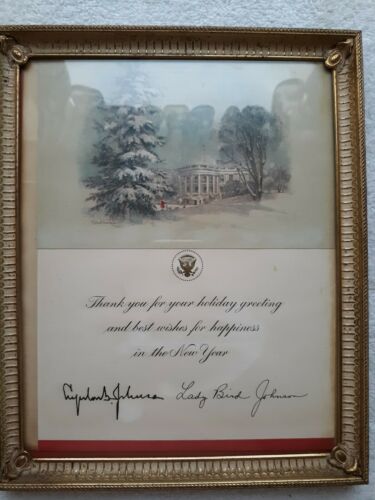 Thank you for your holiday greeting
and best wishes for happiness
in the New Year
Lyndon B. Johnson Lady Bird Johnson